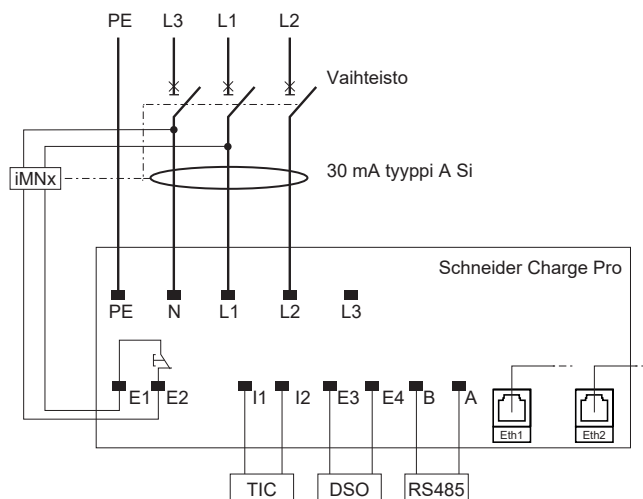 PE L3 L1 L2
Vaihteisto
iMNx
30 mA tyyppi A Si
Schneider Charge Pro
PE N L1 L2 L3
E1 E2 I1 I2 E3 E4 B A
Eth1 Eth2
TIC DSO RS485